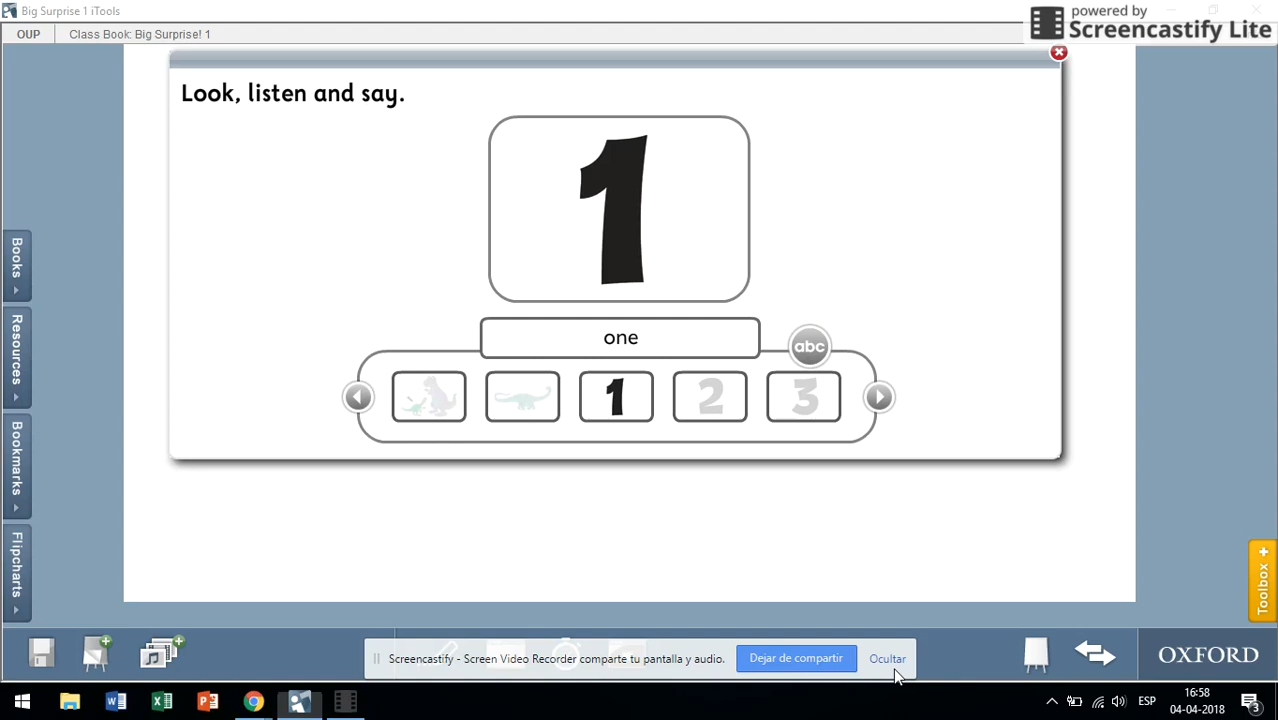 Big Surprise 1 iTools
powered by
Screencastify Lite
OUP
Class Book: Big Surprise! 1
Look, listen and say.
1
one
abc
1
2
3
Books
Resources
Bookmarks
Flipcharts
Toolbox
Screencastify - Screen Video Recorder comparte tu pantalla y audio.
Dejar de compartir
Ocultar
OXFORD
ESP
16:58
04-04-2018
3